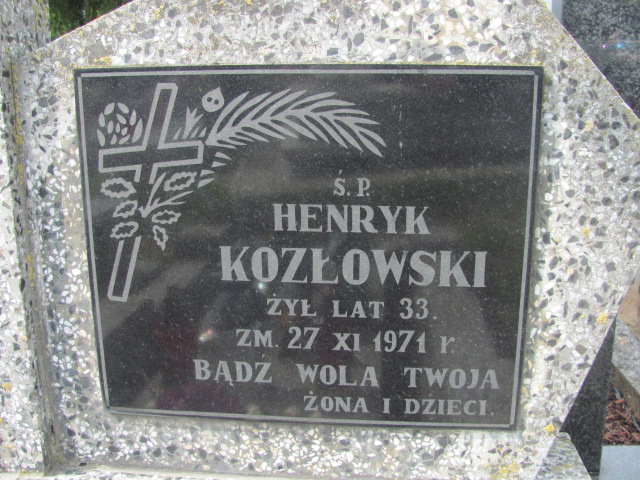 Ś.P.
HENRYK
KOZŁOWSKI
ŻYŁ LAT 33.
ZM. 27 XI 1971 r.
BĄDŹ WOLA TWOJA
ŻONA I DZIECI.